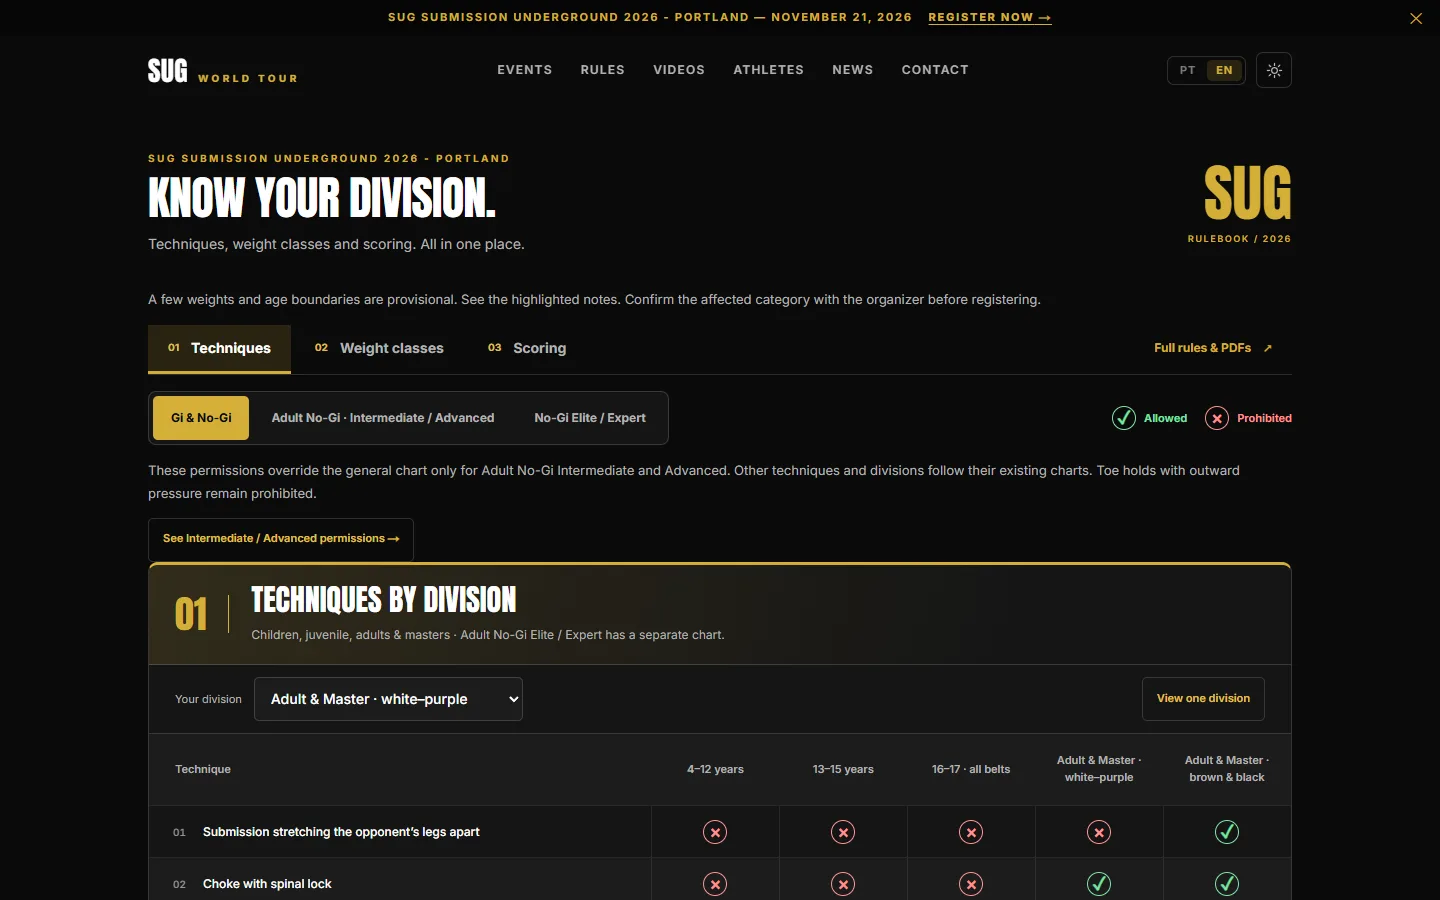 SUG SUBMISSION UNDERGROUND 2026 - PORTLAND — NOVEMBER 21, 2026 REGISTER NOW →
SUG WORLD TOUR
EVENTS RULES VIDEOS ATHLETES NEWS CONTACT
PT EN
SUG SUBMISSION UNDERGROUND 2026 - PORTLAND
KNOW YOUR DIVISION.
Techniques, weight classes and scoring. All in one place.
SUG
RULEBOOK / 2026
A few weights and age boundaries are provisional. See the highlighted notes. Confirm the affected category with the organizer before registering.
01 Techniques 02 Weight classes 03 Scoring Full rules & PDFs ↗
Gi & No-Gi Adult No-Gi · Intermediate / Advanced No-Gi Elite / Expert Allowed Prohibited
These permissions override the general chart only for Adult No-Gi Intermediate and Advanced. Other techniques and divisions follow their existing charts. Toe holds with outward
pressure remain prohibited.
See Intermediate / Advanced permissions →
01 TECHNIQUES BY DIVISION
Children, juvenile, adults & masters · Adult No-Gi Elite / Expert has a separate chart.
Your division Adult & Master · white–purple View one division
Technique 4–12 years 13–15 years 16–17 · all belts Adult & Master · white–purple Adult & Master · brown & black
01 Submission stretching the opponent’s legs apart
02 Choke with spinal lock